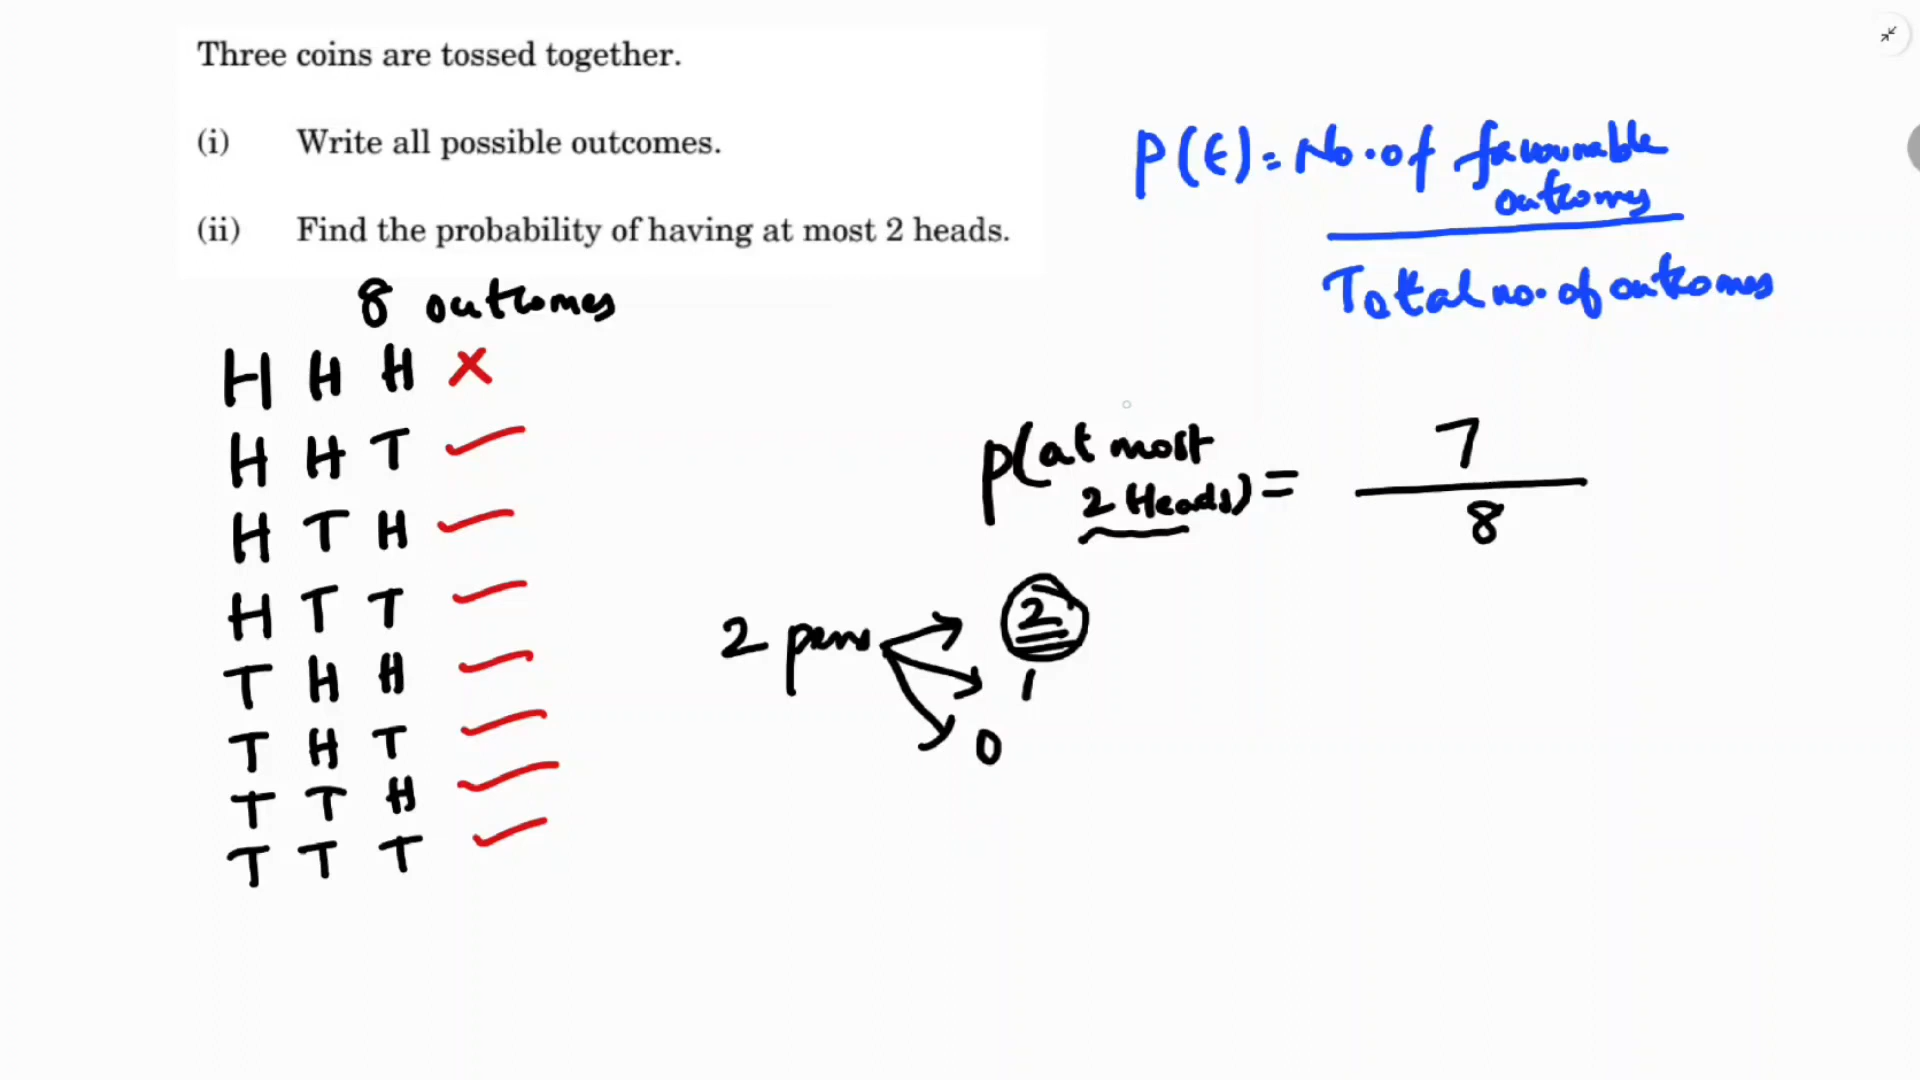 Three coins are tossed together.
(i) Write all possible outcomes.
(ii) Find the probability of having at most 2 heads.
P(E) = No. of favourable
outcomes
Total no. of outcomes
8 outcomes
H H H ×
H H T ✓
H T H ✓
H T T ✓
T H H ✓
T H T ✓
T T H ✓
T T T ✓
P(at most
2 Heads) =
7
8
2 pens
2
1
0